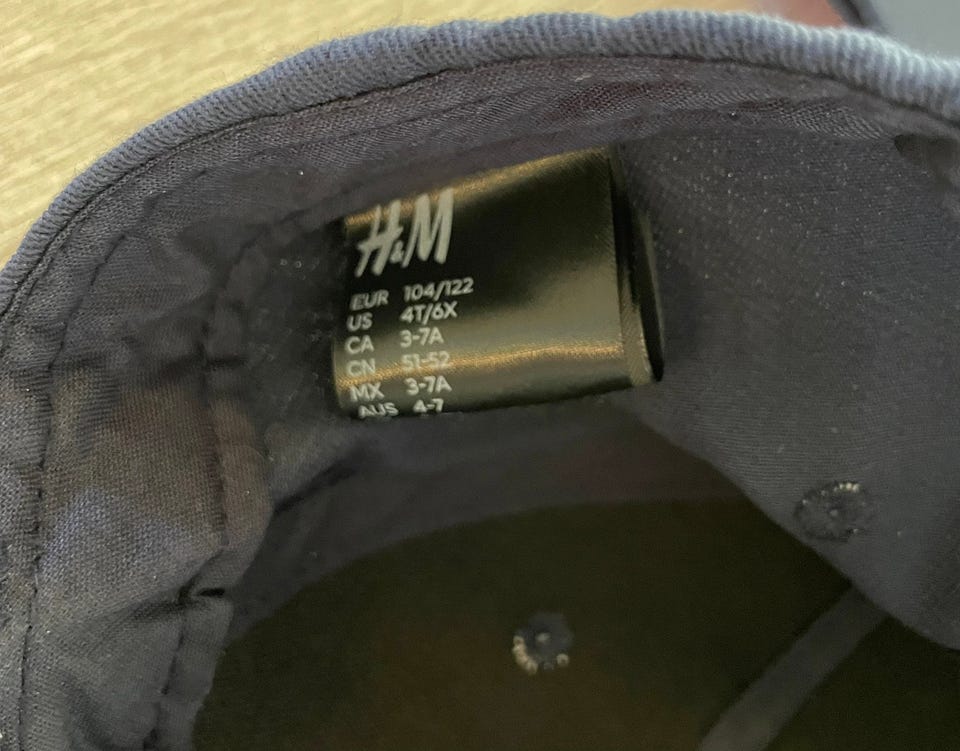 H&M
EUR 104/122
US 4T/6X
CA 3-7A
CN 51-52
MX 3-7A
AUS 4-7